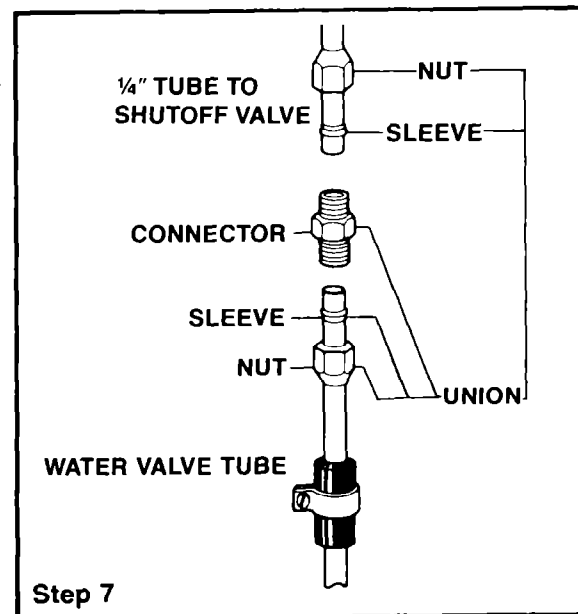 NUT
¼" TUBE TO
SHUTOFF VALVE
SLEEVE
CONNECTOR
SLEEVE
NUT
UNION
WATER VALVE TUBE
Step 7